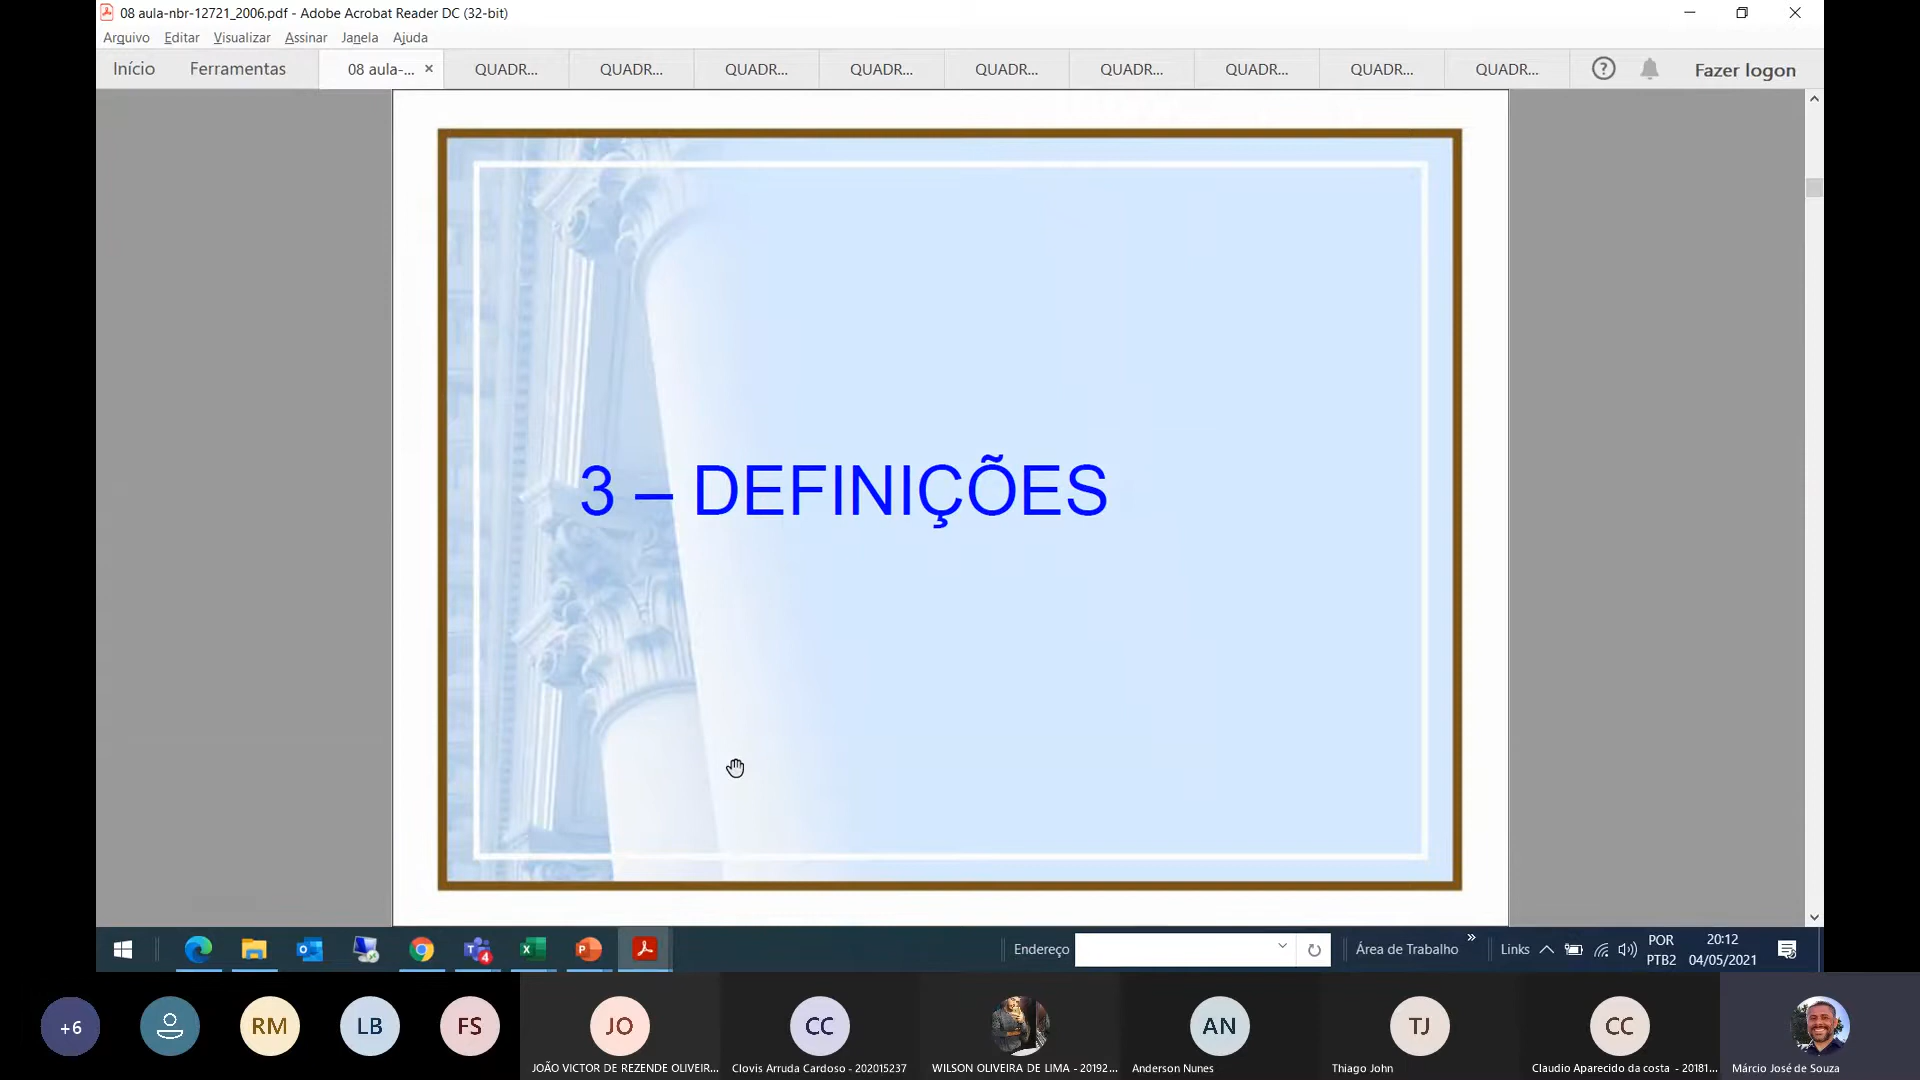 08 aula-nbr-12721_2006.pdf - Adobe Acrobat Reader DC (32-bit)
Arquivo Editar Visualizar Assinar Janela Ajuda
Início Ferramentas 08 aula-... × QUADR... QUADR... QUADR... QUADR... QUADR... QUADR... QUADR... QUADR... QUADR... Fazer logon
3 – DEFINIÇÕES
Endereço Área de Trabalho » Links POR 20:12
PTB2 04/05/2021
4
+6 RM LB FS JO CC AN TJ CC
JOÃO VICTOR DE REZENDE OLIVEIR... Clovis Arruda Cardoso - 202015237 WILSON OLIVEIRA DE LIMA - 20192... Anderson Nunes Thiago John Claudio Aparecido da costa - 20181... Márcio José de Souza